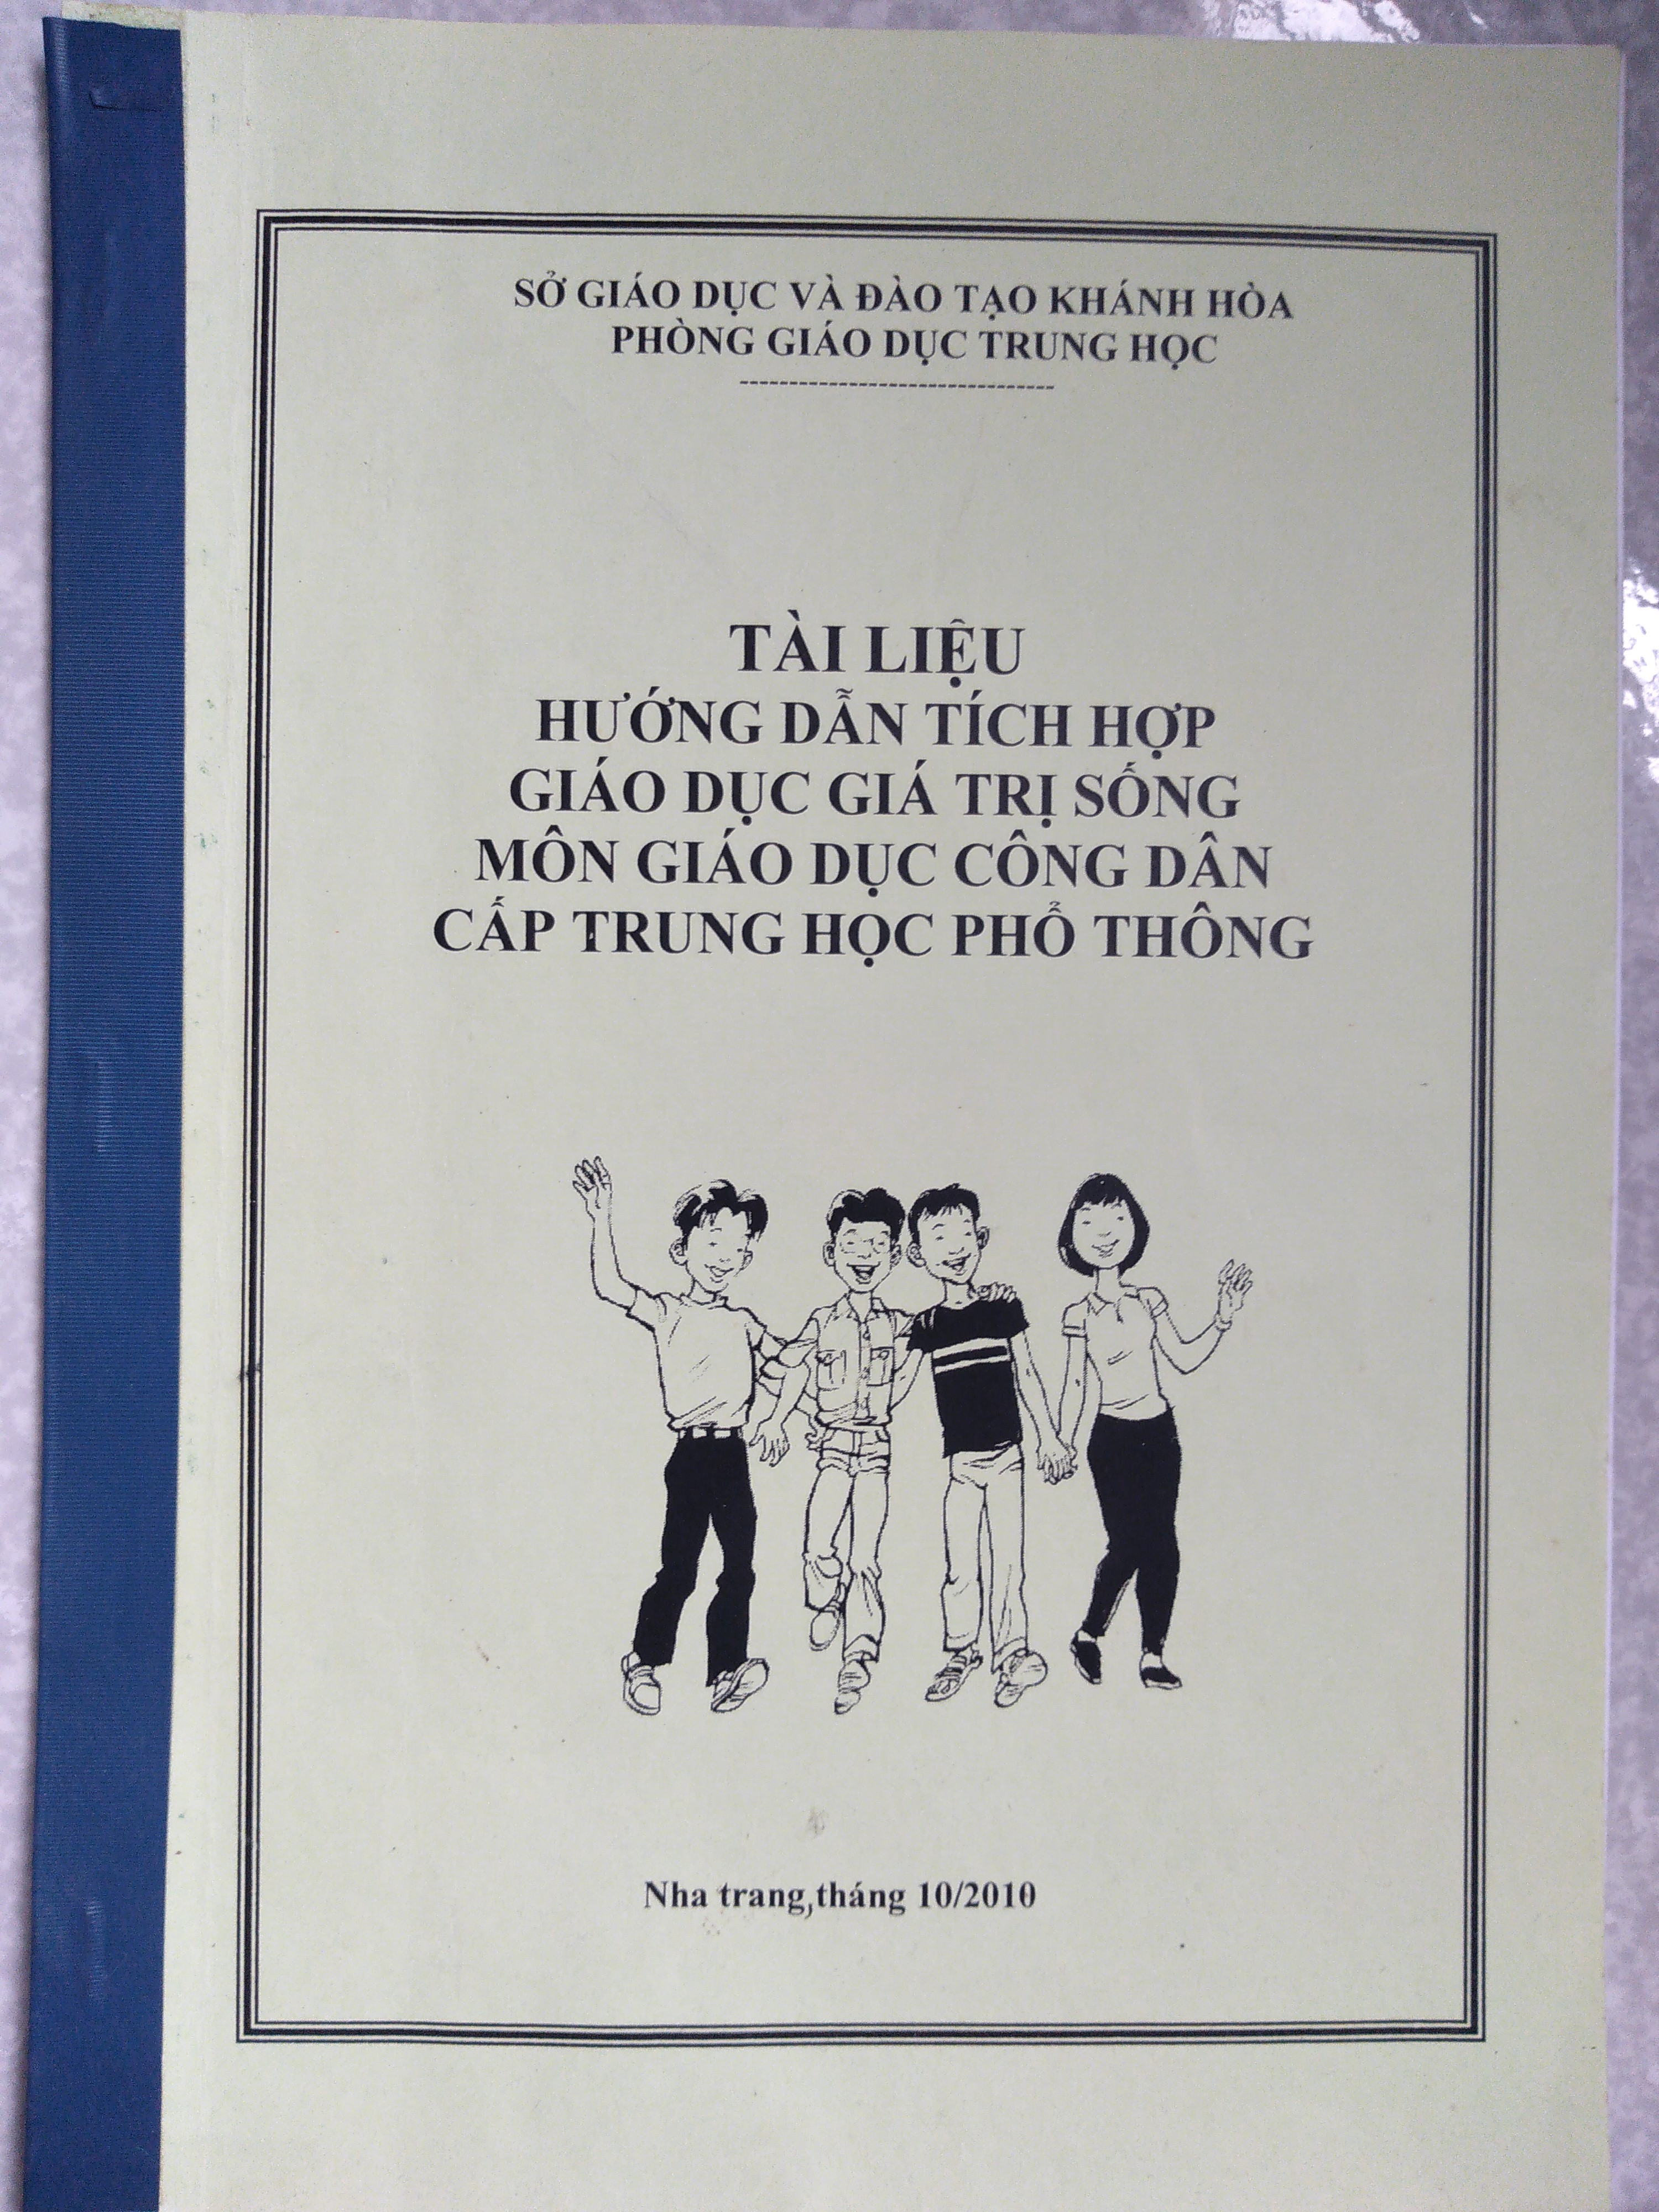 SỞ GIÁO DỤC VÀ ĐÀO TẠO KHÁNH HÒA
PHÒNG GIÁO DỤC TRUNG HỌC
--------------------------------
TÀI LIỆU
HƯỚNG DẪN TÍCH HỢP
GIÁO DỤC GIÁ TRỊ SỐNG
MÔN GIÁO DỤC CÔNG DÂN
CẤP TRUNG HỌC PHỔ THÔNG
Nha trang,tháng 10/2010